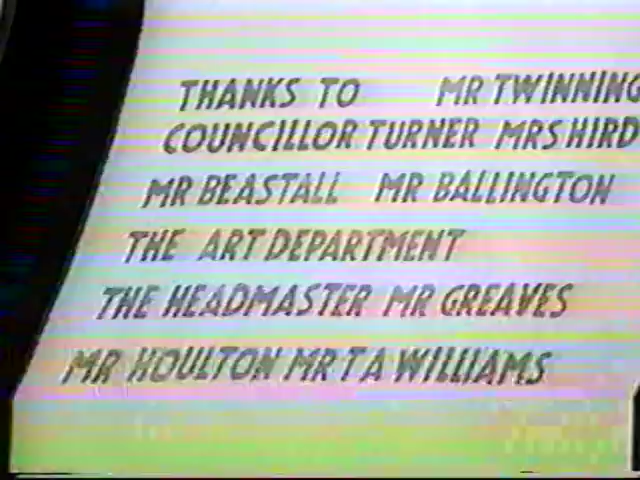 THANKS TO MR TWINNING
COUNCILLOR TURNER MRS HIRD
MR BEASTALL MR BALLINGTON
THE ART DEPARTMENT
THE HEADMASTER MR GREAVES
MR HOULTON MR T A WILLIAMS